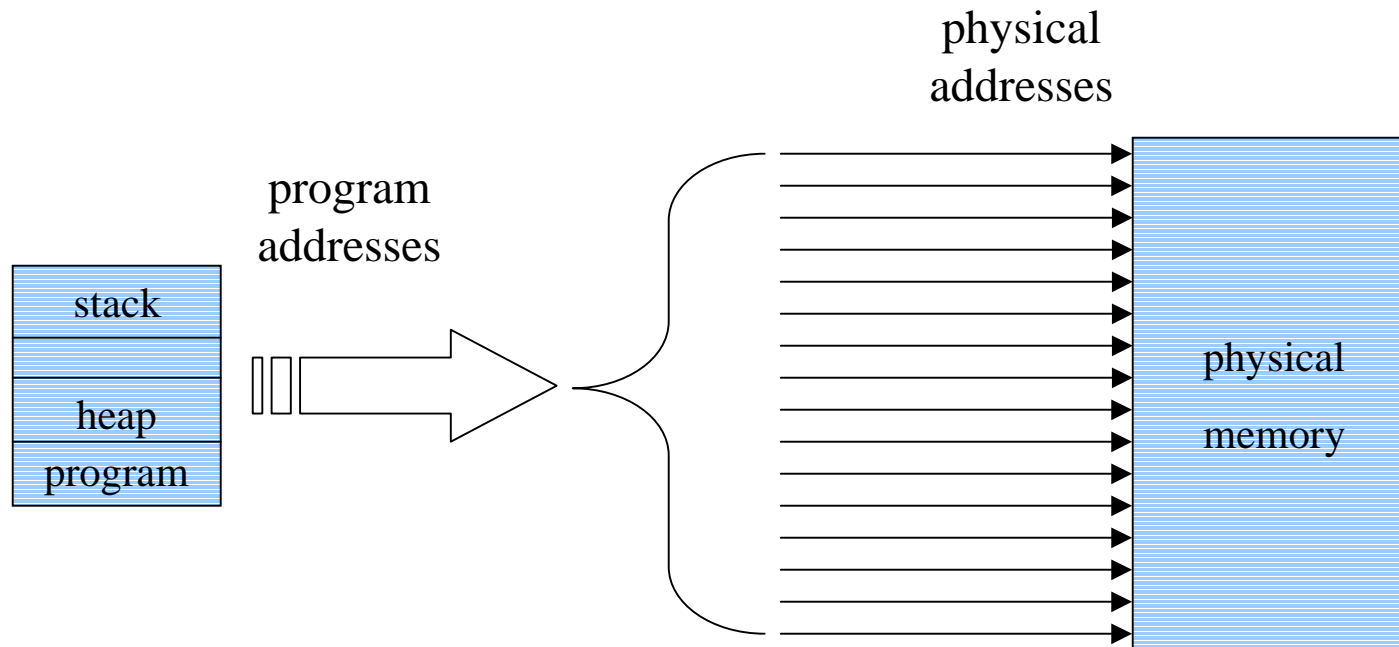 physical
addresses
program
addresses
stack
heap
program
physical
memory